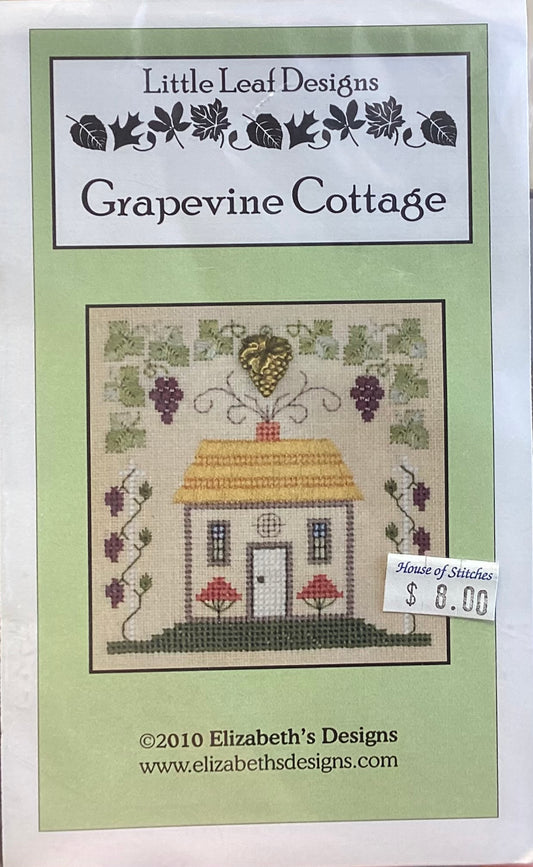 Little Leaf Designs
Grapevine Cottage
House of Stitches
$ 8.00
©2010 Elizabeth's Designs
www.elizabethsdesigns.com